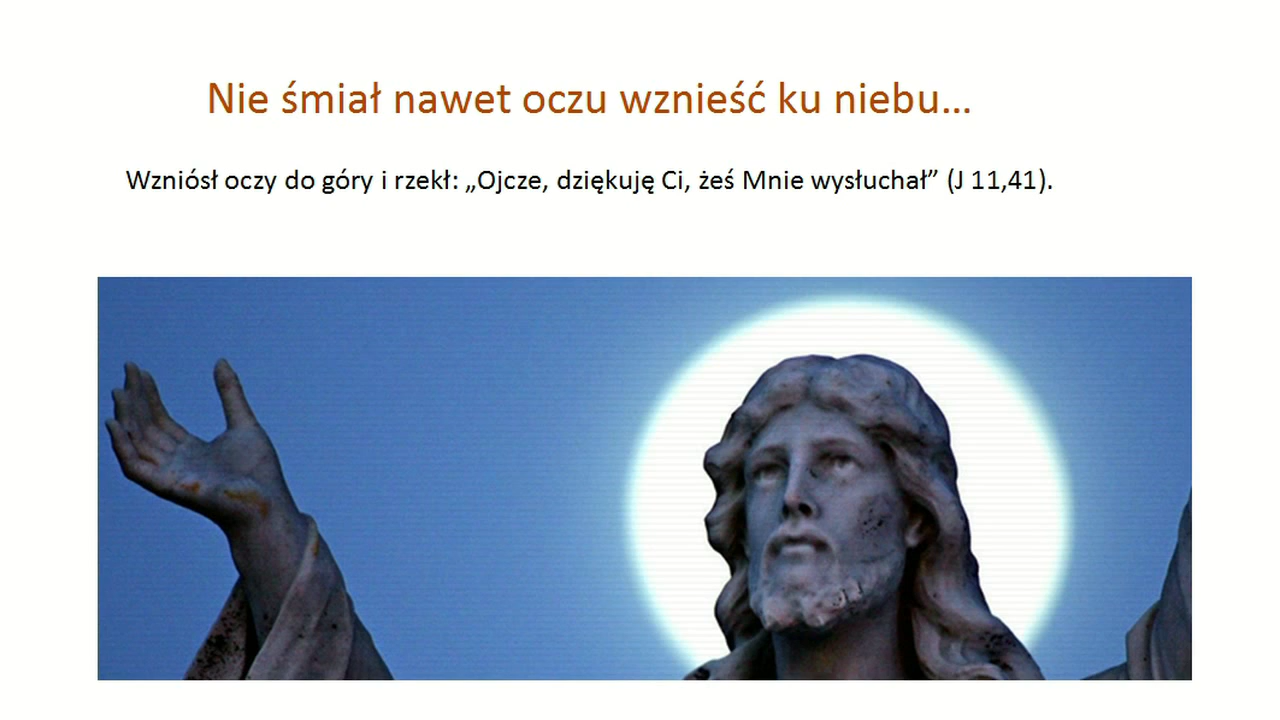 Nie śmiał nawet oczu wznieść ku niebu...
Wzniósł oczy do góry i rzekł: „Ojcze, dziękuję Ci, żeś Mnie wysłuchał” (J 11,41).